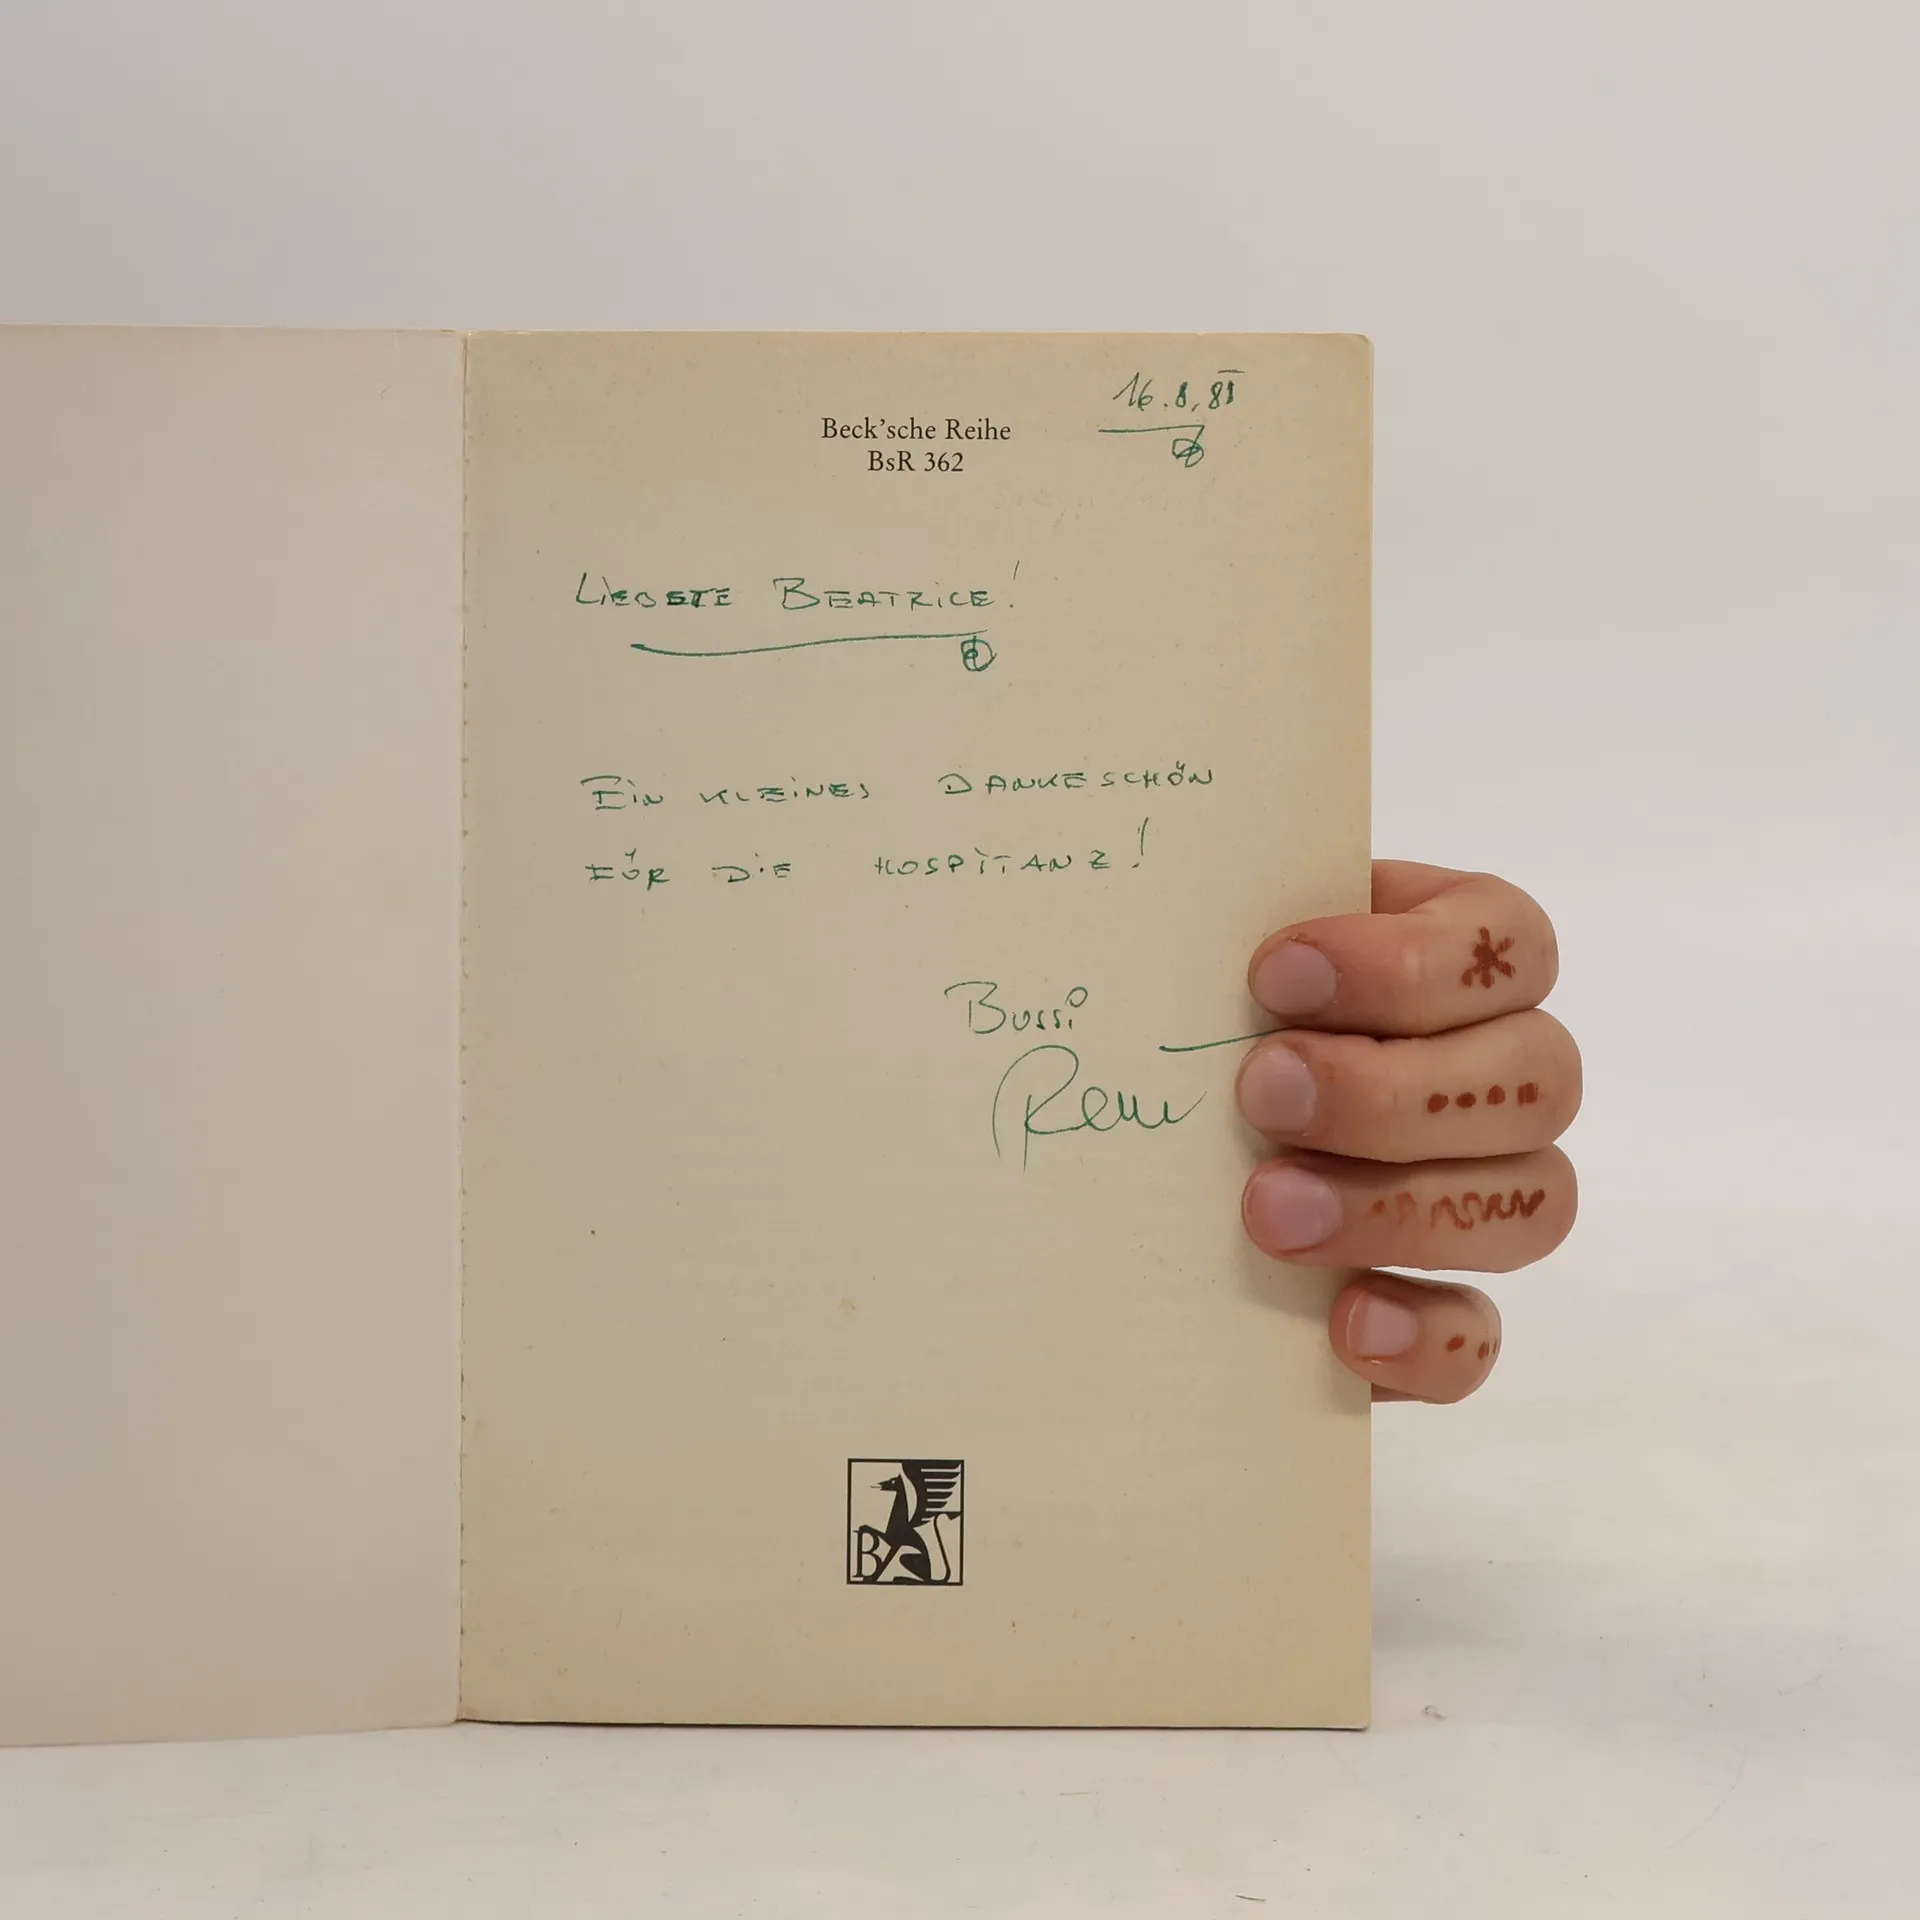 Beck'sche Reihe
BsR 362
16.8.81
LIEBSTE BEATRICE!
EIN KLEINES DANKESCHÖN
FÜR DIE HOSPITANZ!
Bussi
B S